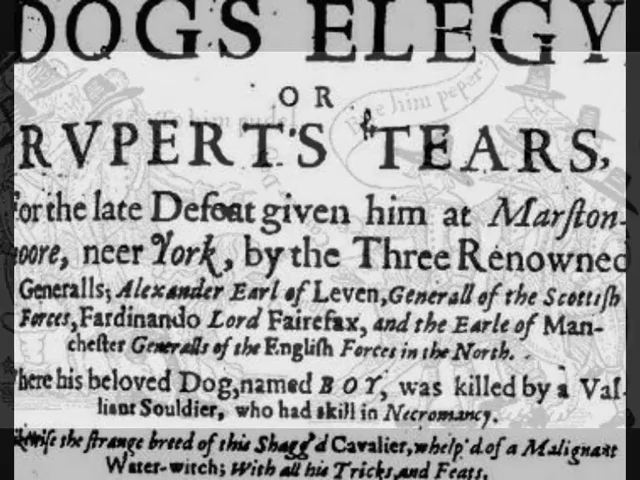 DOGS ELEGY
OR
RVPERT'S TEARS,
For the late Defeat given him at Marston-
moore, neer York, by the Three Renowned
Generalls; Alexander Earl of Leven, Generall of the Scottish
Forces, Fardinando Lord Fairefax, and the Earle of Man-
chester Generalls of the English Forces in the North.
Where his beloved Dog, named BOY, was killed by a Val-
liant Souldier, who had skill in Necromancy.
Likewise the strange breed of this Shagg'd Cavalier, whelp'd of a Malignant
Water-witch; With all his Tricks, and Feats.
him peper